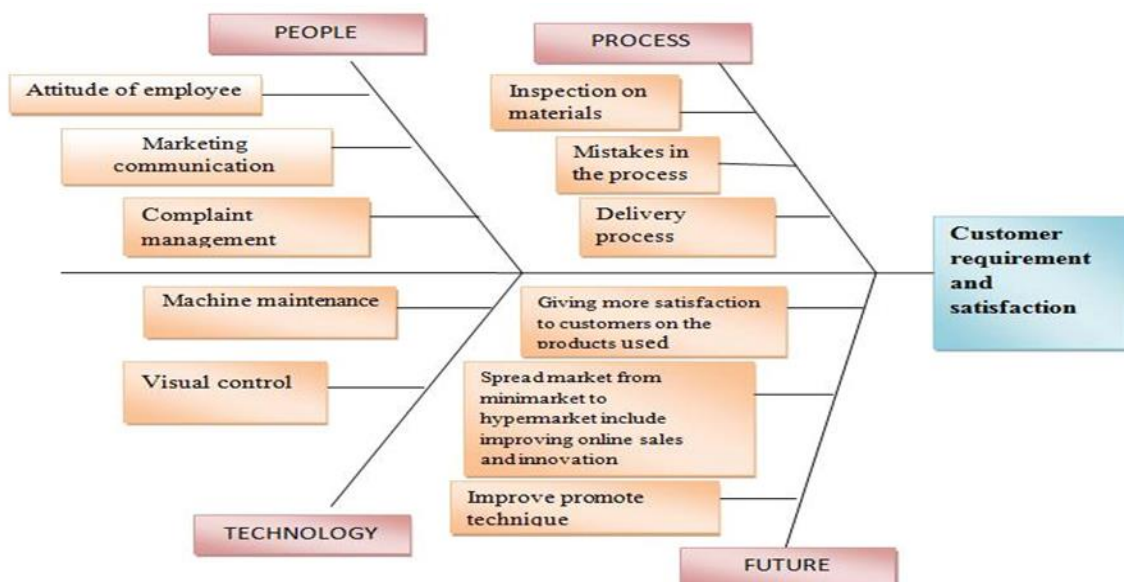 PEOPLE
Attitude of employee
Marketing
communication
Complaint
management
PROCESS
Inspection on
materials
Mistakes in
the process
Delivery
process
Customer
requirement
and
satisfaction
Machine maintenance
Visual control
TECHNOLOGY
Giving more satisfaction
to customers on the
products used
Spread market from
minimarket to
hypermarket include
improving online sales
and innovation
Improve promote
technique
FUTURE